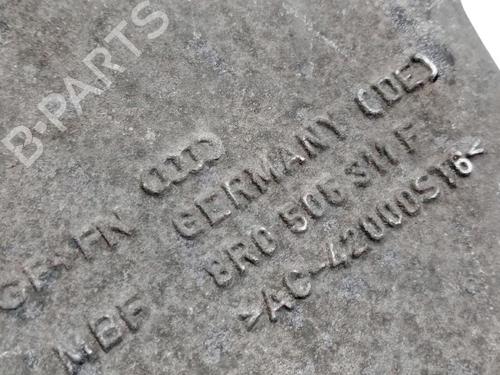 B-PARTS
GERMANY (DE)
MBF 8R0 505 311 F
>AC-42000ST6<